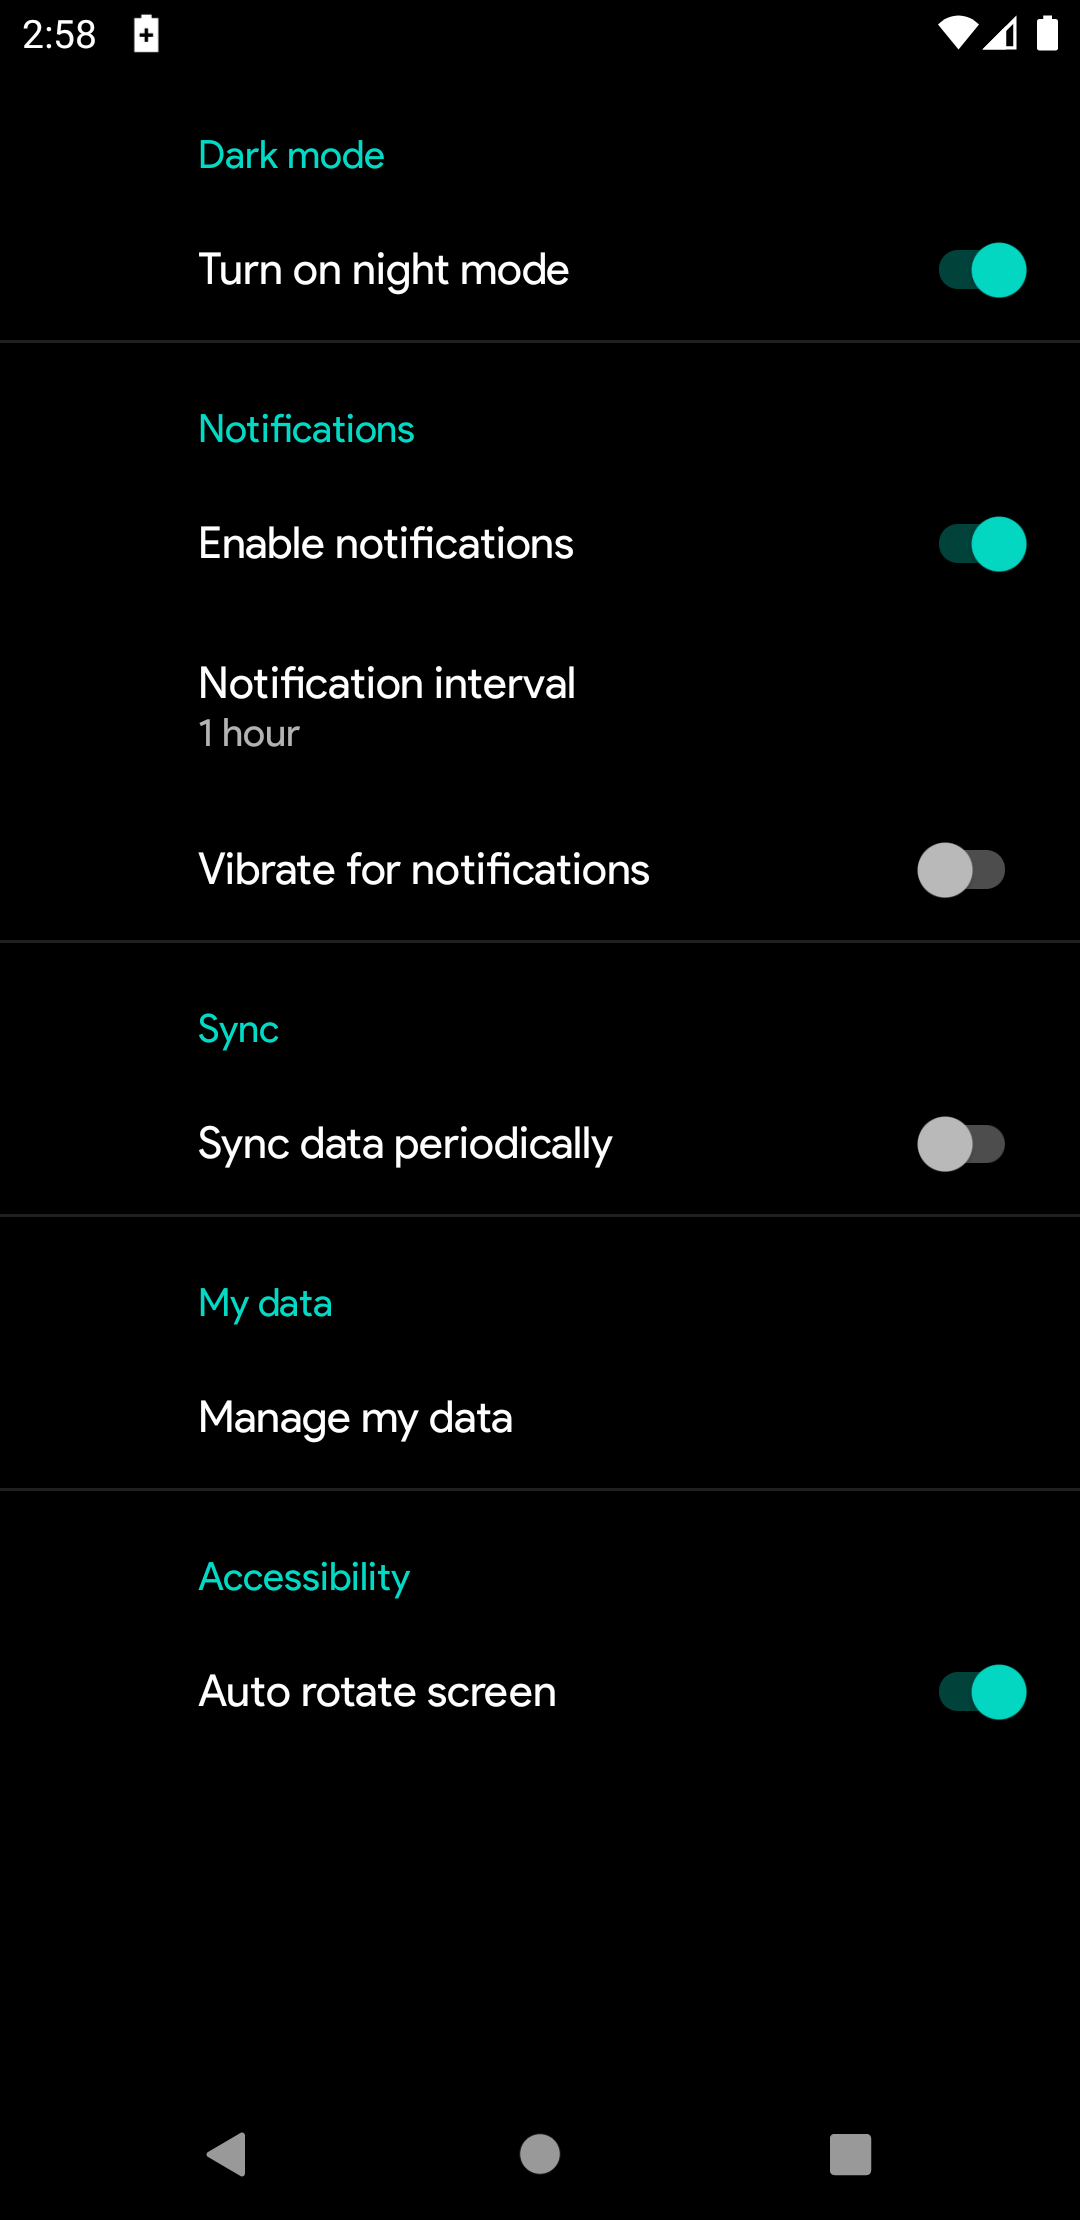 2:58
Dark mode
Turn on night mode
Notifications
Enable notifications
Notification interval
1 hour
Vibrate for notifications
Sync
Sync data periodically
My data
Manage my data
Accessibility
Auto rotate screen